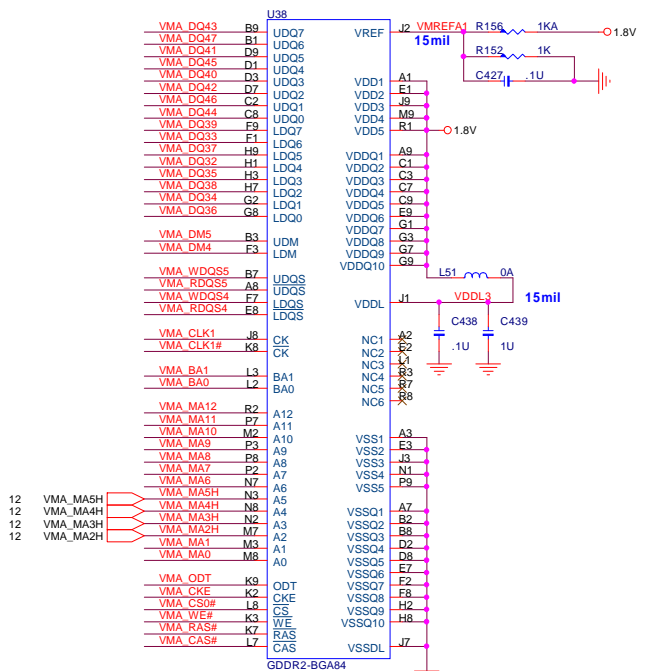 U38
VMA_DQ43 B9 UDQ7 VREF J2 VMREFA1 R156 1KA 1.8V
15mil
VMA_DQ47 B1 UDQ6
VMA_DQ41 D9 UDQ5 R152 1K
VMA_DQ45 D1 UDQ4
VMA_DQ40 D3 UDQ3 VDD1 A1 C427 .1U
VMA_DQ42 D7 UDQ2 VDD2 E1
VMA_DQ46 C2 UDQ1 VDD3 J9
VMA_DQ44 C8 UDQ0 VDD4 M9
VMA_DQ39 F9 LDQ7 VDD5 R1 1.8V
VMA_DQ33 F1 LDQ6
VMA_DQ37 H9 LDQ5 VDDQ1 A9
VMA_DQ32 H1 LDQ4 VDDQ2 C1
VMA_DQ35 H3 LDQ3 VDDQ3 C3
VMA_DQ38 H7 LDQ2 VDDQ4 C7
VMA_DQ34 G2 LDQ1 VDDQ5 C9
VMA_DQ36 G8 LDQ0 VDDQ6 E9
VDDQ7 G1
VMA_DM5 B3 UDM VDDQ8 G3
VMA_DM4 F3 LDM VDDQ9 G7
VDDQ10 G9
VMA_WDQS5 B7 UDQS L51 0A
VMA_RDQS5 A8 UDQS
VMA_WDQS4 F7 LDQS VDDL J1 VDDL3 15mil
VMA_RDQS4 E8 LDQS
C438 C439
.1U 1U
VMA_CLK1 J8 CK NC1 A2
VMA_CLK1# K8 CK NC2 E2
NC3 L1
VMA_BA1 L3 BA1 NC4 R3
VMA_BA0 L2 BA0 NC5 R7
NC6 R8
VMA_MA12 R2 A12
VMA_MA11 P7 A11
VMA_MA10 M2 A10 VSS1 A3
VMA_MA9 P3 A9 VSS2 E3
VMA_MA8 P8 A8 VSS3 J3
VMA_MA7 P2 A7 VSS4 N1
VMA_MA6 N7 A6 VSS5 P9
12 VMA_MA5H VMA_MA5H N3 A5
12 VMA_MA4H VMA_MA4H N8 A4 VSSQ1 A7
12 VMA_MA3H VMA_MA3H N2 A3 VSSQ2 B2
12 VMA_MA2H VMA_MA2H M7 A2 VSSQ3 B8
VMA_MA1 M3 A1 VSSQ4 D2
VMA_MA0 M8 A0 VSSQ5 D8
VSSQ6 E7
VMA_ODT K9 ODT VSSQ7 F2
VMA_CKE K2 CKE VSSQ8 F8
VMA_CS0# L8 CS VSSQ9 H2
VMA_WE# K3 WE VSSQ10 H8
VMA_RAS# K7 RAS
VMA_CAS# L7 CAS VSSDL J7
GDDR2-BGA84